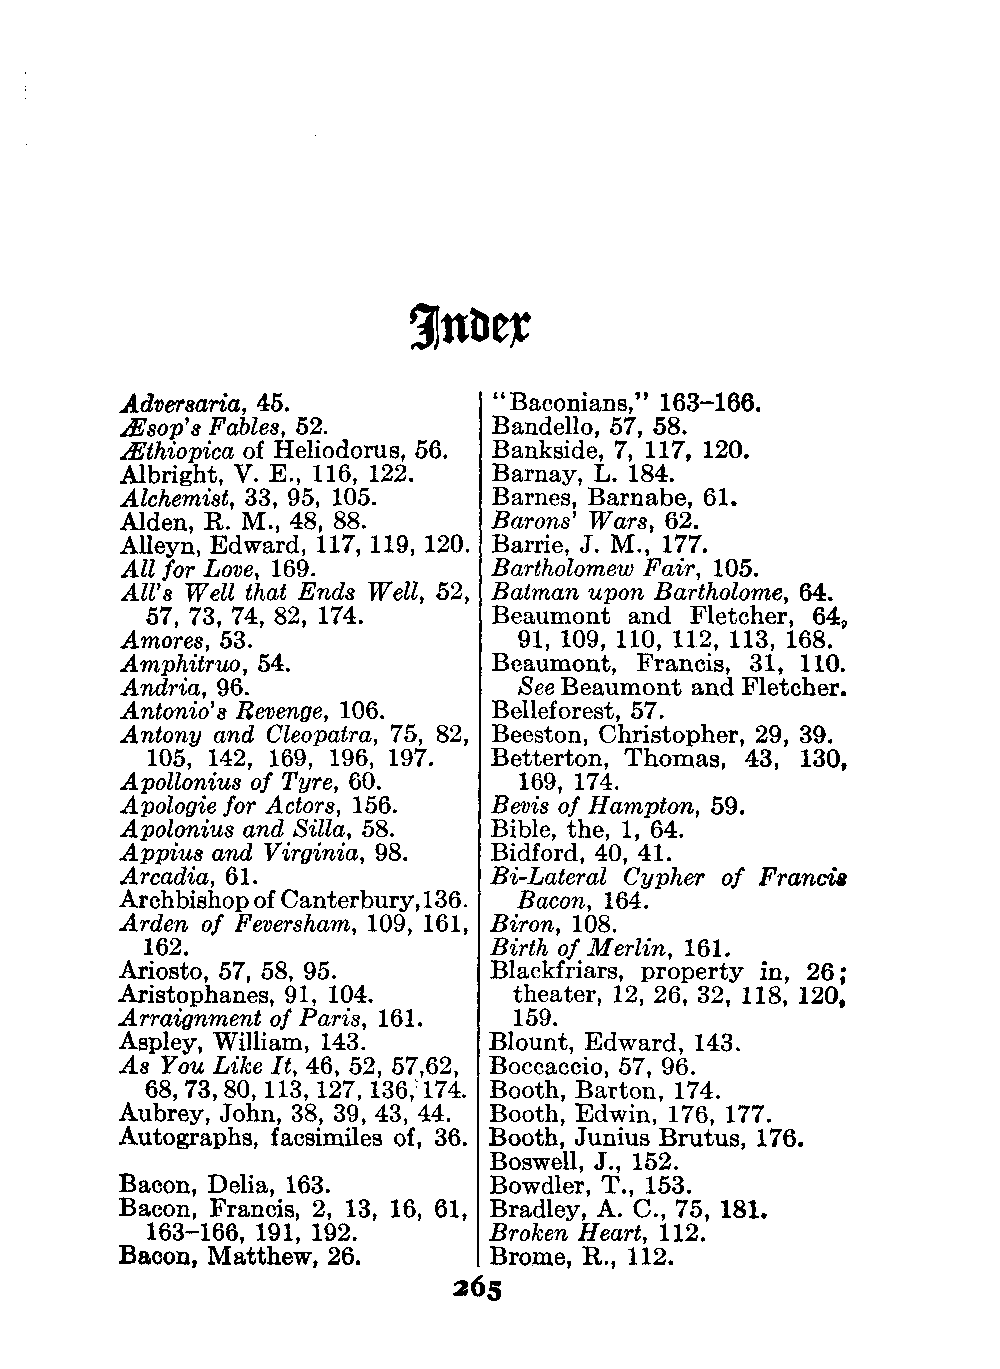 Index
Adversaria, 45.
Æsop's Fables, 52.
Æthiopica of Heliodorus, 56.
Albright, V. E., 116, 122.
Alchemist, 33, 95, 105.
Alden, R. M., 48, 88.
Alleyn, Edward, 117, 119, 120.
All for Love, 169.
All's Well that Ends Well, 52,
57, 73, 74, 82, 174.
Amores, 53.
Amphitruo, 54.
Andria, 96.
Antonio's Revenge, 106.
Antony and Cleopatra, 75, 82,
105, 142, 169, 196, 197.
Apollonius of Tyre, 60.
Apologie for Actors, 156.
Apolonius and Silla, 58.
Appius and Virginia, 98.
Arcadia, 61.
Archbishop of Canterbury, 136.
Arden of Feversham, 109, 161,
162.
Ariosto, 57, 58, 95.
Aristophanes, 91, 104.
Arraignment of Paris, 161.
Aspley, William, 143.
As You Like It, 46, 52, 57, 62,
68, 73, 80, 113, 127, 136, 174.
Aubrey, John, 38, 39, 43, 44.
Autographs, facsimiles of, 36.
Bacon, Delia, 163.
Bacon, Francis, 2, 13, 16, 61,
163–166, 191, 192.
Bacon, Matthew, 26.
"Baconians," 163–166.
Bandello, 57, 58.
Bankside, 7, 117, 120.
Barnay, L. 184.
Barnes, Barnabe, 61.
Barons' Wars, 62.
Barrie, J. M., 177.
Bartholomew Fair, 105.
Batman upon Bartholome, 64.
Beaumont and Fletcher, 64,
91, 109, 110, 112, 113, 168.
Beaumont, Francis, 31, 110.
See Beaumont and Fletcher.
Belleforest, 57.
Beeston, Christopher, 29, 39.
Betterton, Thomas, 43, 130,
169, 174.
Bevis of Hampton, 59.
Bible, the, 1, 64.
Bidford, 40, 41.
Bi-Lateral Cypher of Francis
Bacon, 164.
Biron, 108.
Birth of Merlin, 161.
Blackfriars, property in, 26;
theater, 12, 26, 32, 118, 120,
159.
Blount, Edward, 143.
Boccaccio, 57, 96.
Booth, Barton, 174.
Booth, Edwin, 176, 177.
Booth, Junius Brutus, 176.
Boswell, J., 152.
Bowdler, T., 153.
Bradley, A. C., 75, 181.
Broken Heart, 112.
Brome, R., 112.
265